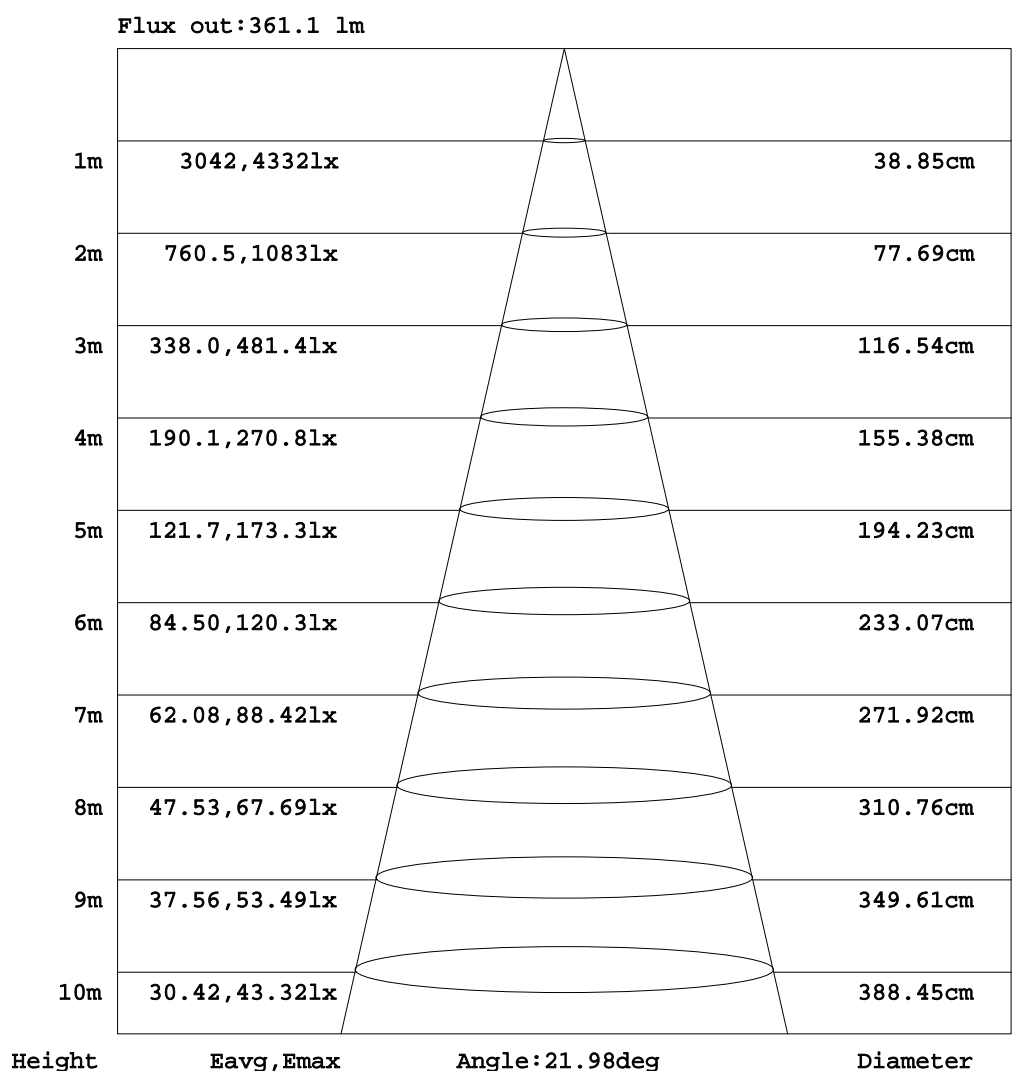 Flux out:361.1 lm
1m 3042,4332lx 38.85cm
2m 760.5,1083lx 77.69cm
3m 338.0,481.4lx 116.54cm
4m 190.1,270.8lx 155.38cm
5m 121.7,173.3lx 194.23cm
6m 84.50,120.3lx 233.07cm
7m 62.08,88.42lx 271.92cm
8m 47.53,67.69lx 310.76cm
9m 37.56,53.49lx 349.61cm
10m 30.42,43.32lx 388.45cm
Height Eavg,Emax Angle:21.98deg Diameter